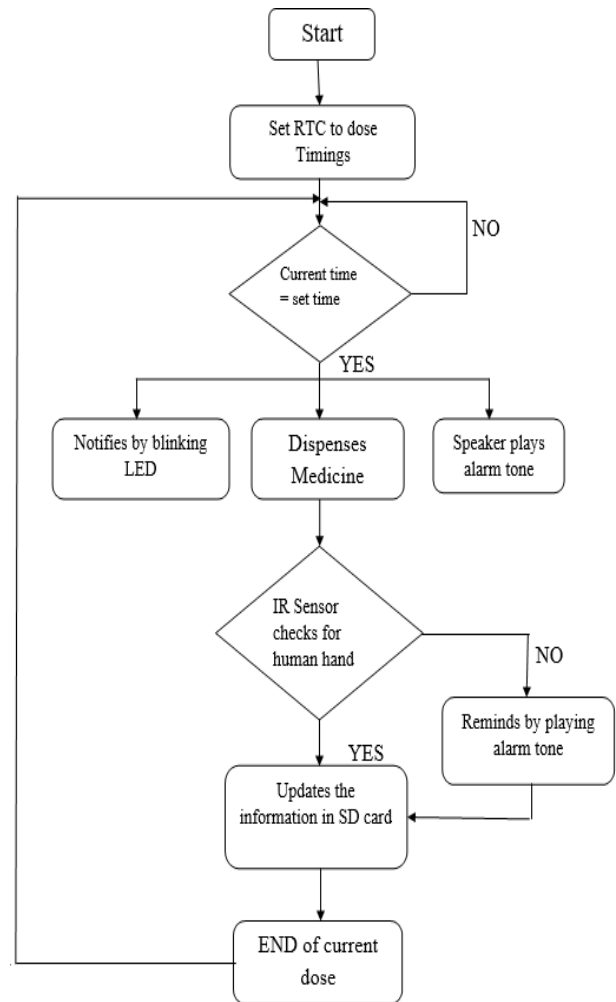 Start
Set RTC to dose
Timings
NO
Current time
= set time
YES
Notifies by blinking
LED
Dispenses
Medicine
Speaker plays
alarm tone
IR Sensor
checks for
human hand
NO
Reminds by playing
alarm tone
YES
Updates the
information in SD card
END of current
dose